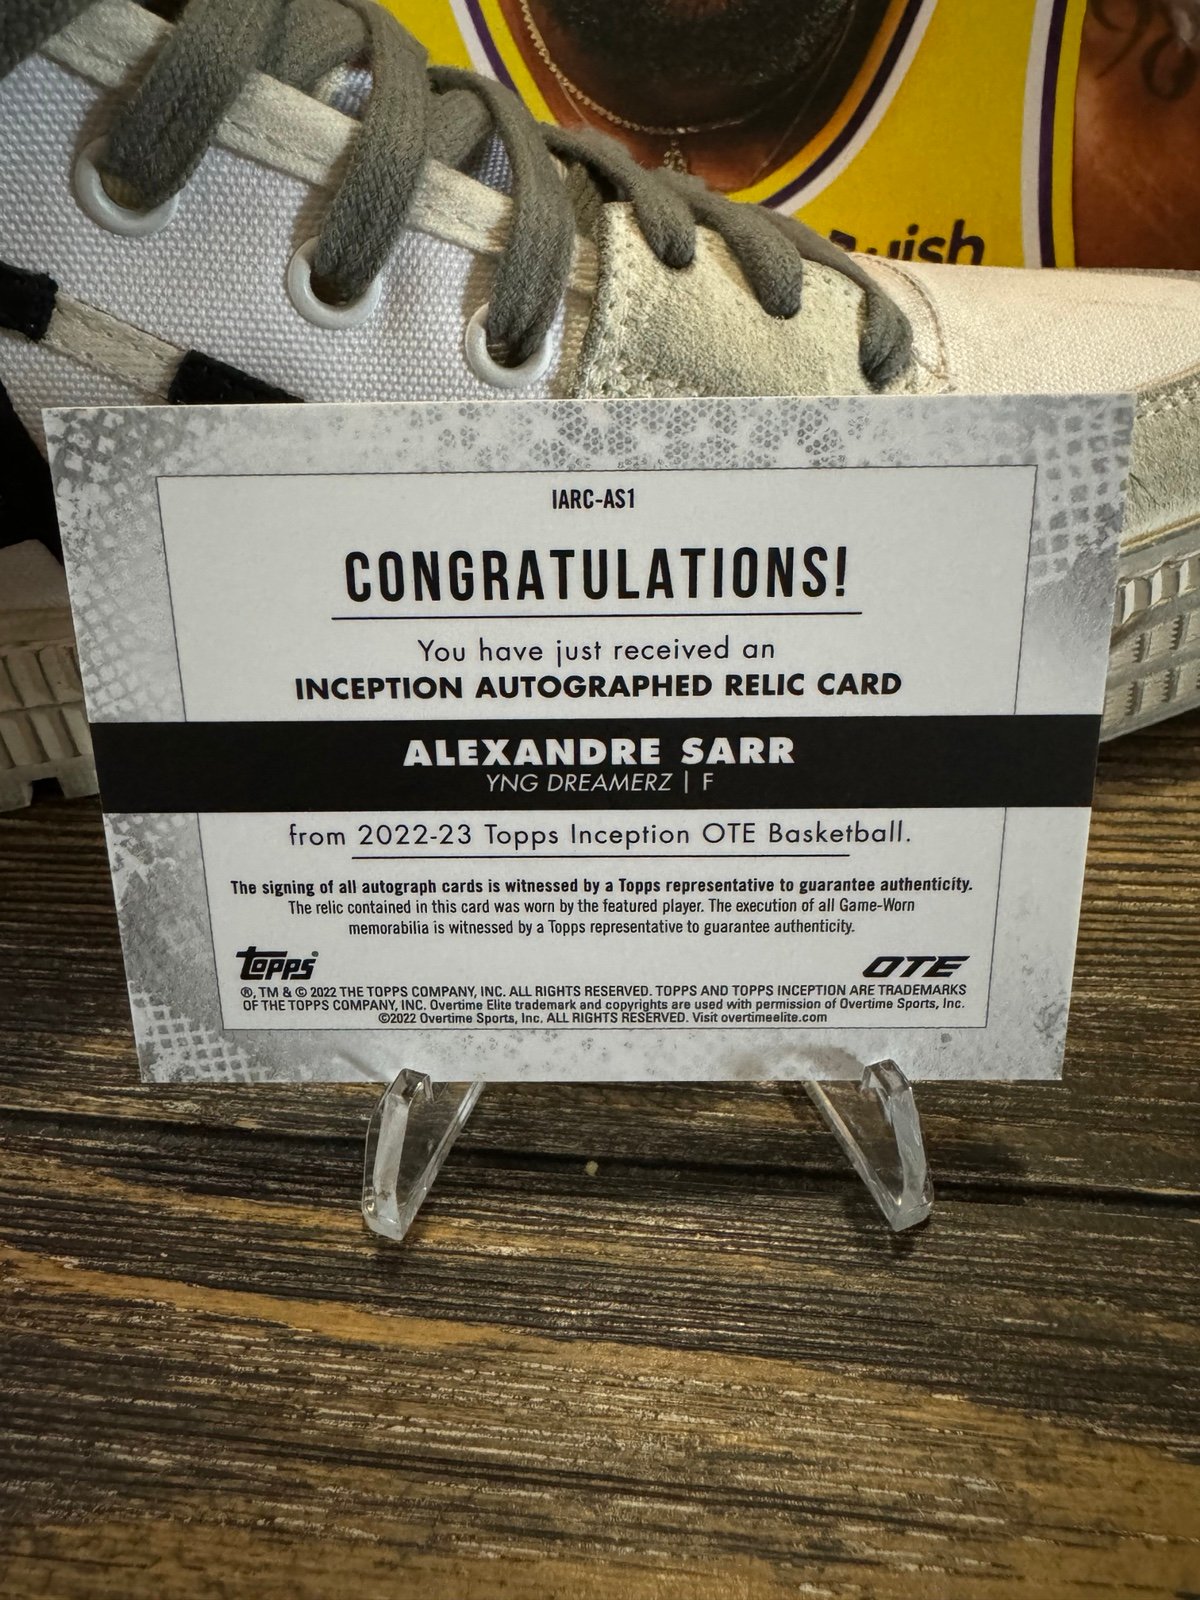 wish
IARC-AS1
CONGRATULATIONS!
You have just received an
INCEPTION AUTOGRAPHED RELIC CARD
ALEXANDRE SARR
YNG DREAMERZ | F
from 2022-23 Topps Inception OTE Basketball.
The signing of all autograph cards is witnessed by a Topps representative to guarantee authenticity.
The relic contained in this card was worn by the featured player. The execution of all Game-Worn
memorabilia is witnessed by a Topps representative to guarantee authenticity.
topps® OTE
®, TM & © 2022 THE TOPPS COMPANY, INC. ALL RIGHTS RESERVED. TOPPS AND TOPPS INCEPTION ARE TRADEMARKS
OF THE TOPPS COMPANY, INC. Overtime Elite trademark and copyrights are used with permission of Overtime Sports, Inc.
©2022 Overtime Sports, Inc. ALL RIGHTS RESERVED. Visit overtimeelite.com